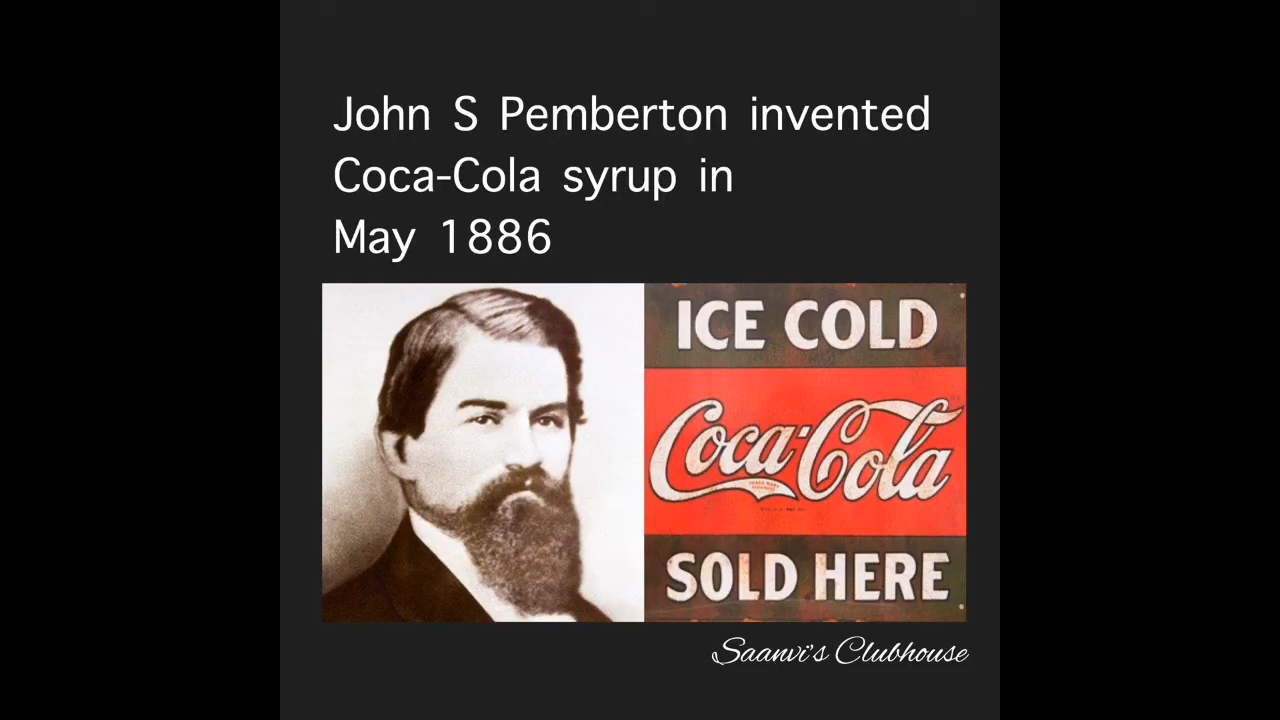 John S Pemberton invented
Coca-Cola syrup in
May 1886
ICE COLD
Coca-Cola
SOLD HERE
Saanvi's Clubhouse